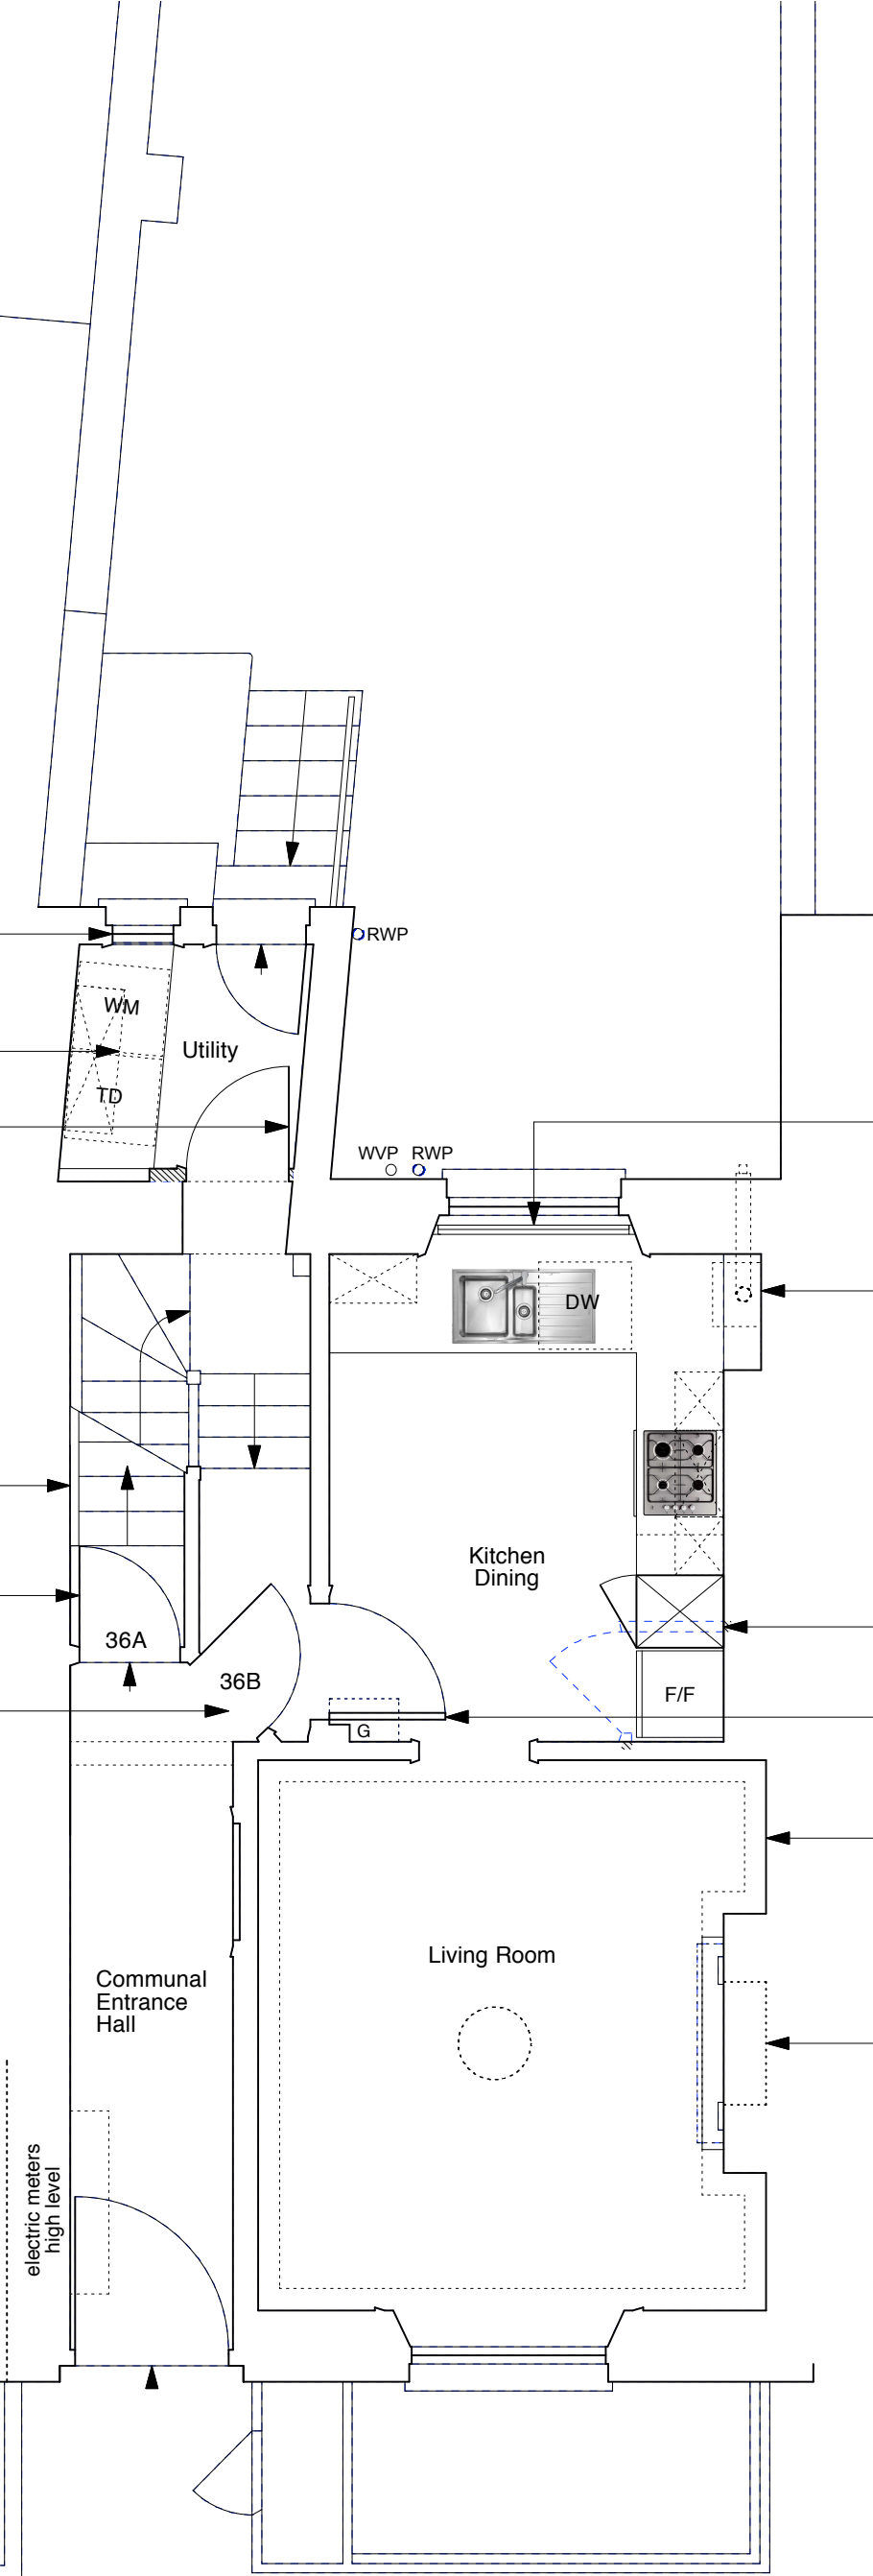 RWP
WM
Utility
TD
WVP
RWP
DW
Kitchen
Dining
36A
36B
F/F
G
Living Room
Communal
Entrance
Hall
electric meters
high level